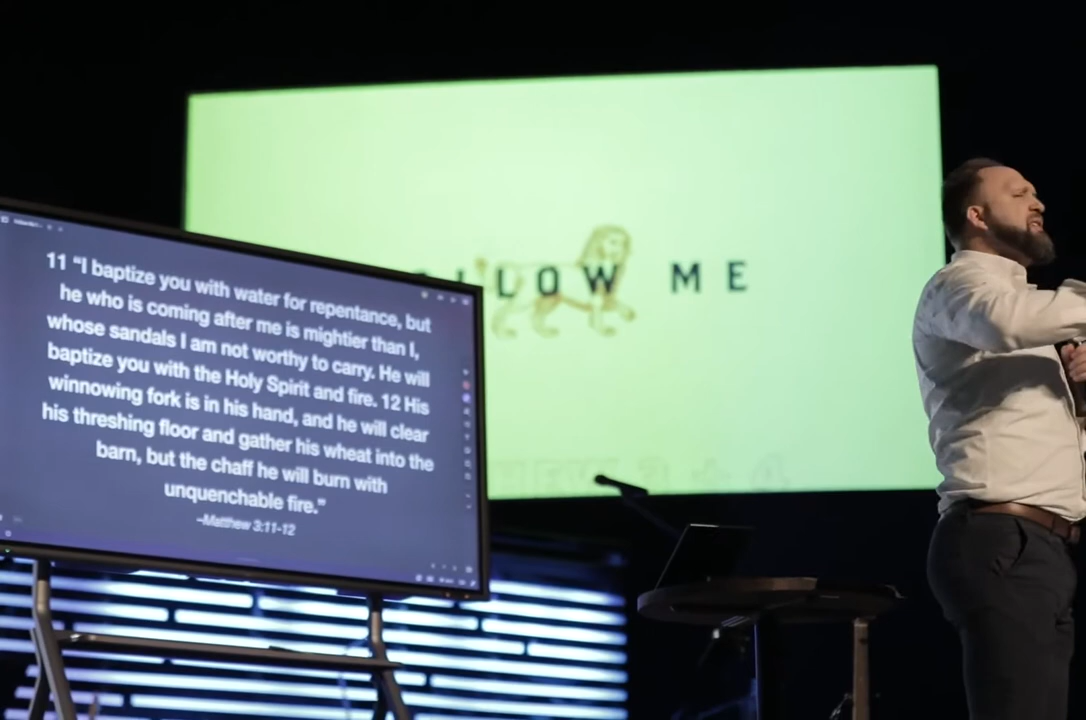 11 “I baptize you with water for repentance, but
he who is coming after me is mightier than I,
whose sandals I am not worthy to carry. He will
baptize you with the Holy Spirit and fire. 12 His
winnowing fork is in his hand, and he will clear
his threshing floor and gather his wheat into the
barn, but the chaff he will burn with
unquenchable fire.”
–Matthew 3:11-12
LLOW ME
HEW 3 + 4